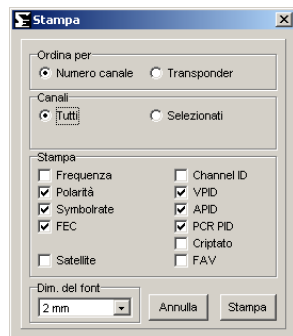 Stampa
Ordina per
Numero canale Transponder
Canali
Tutti Selezionati
Stampa
Frequenza Channel ID
Polarità VPID
Symbolrate APID
FEC PCR PID
Criptato
Satellite FAV
Dim. del font
2 mm Annulla Stampa